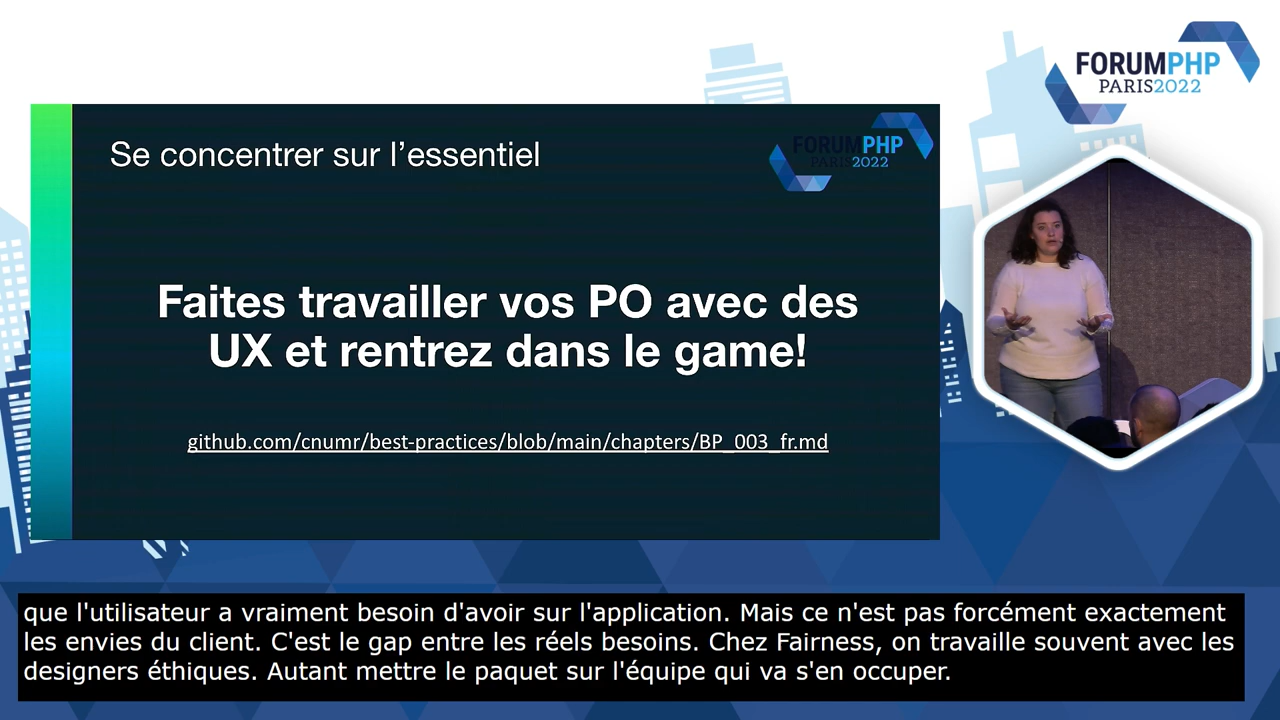 FORUMPHP
PARIS2022
Se concentrer sur l’essentiel
FORUMPHP
PARIS2022
Faites travailler vos PO avec des
UX et rentrez dans le game!
github.com/cnumr/best-practices/blob/main/chapters/BP_003_fr.md
que l'utilisateur a vraiment besoin d'avoir sur l'application. Mais ce n'est pas forcément exactement
les envies du client. C'est le gap entre les réels besoins. Chez Fairness, on travaille souvent avec les
designers éthiques. Autant mettre le paquet sur l'équipe qui va s'en occuper.